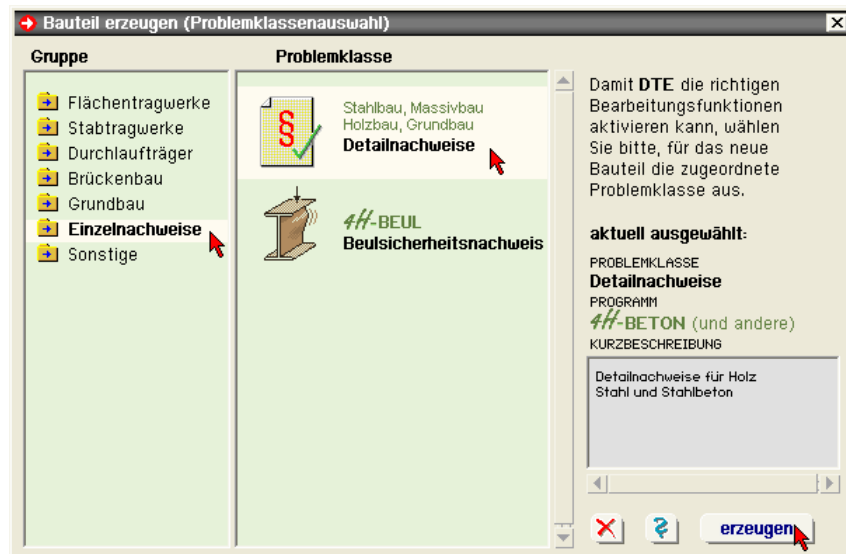 Bauteil erzeugen (Problemklassenauswahl)
Gruppe
Flächentragwerke
Stabtragwerke
Durchlaufträger
Brückenbau
Grundbau
Einzelnachweise
Sonstige
Problemklasse
§
Stahlbau, Massivbau
Holzbau, Grundbau
Detailnachweise
4H-BEUL
Beulsicherheitsnachweis
Damit DTE die richtigen
Bearbeitungsfunktionen
aktivieren kann, wählen
Sie bitte, für das neue
Bauteil die zugeordnete
Problemklasse aus.
aktuell ausgewählt:
PROBLEMKLASSE
Detailnachweise
PROGRAMM
4H-BETON (und andere)
KURZBESCHREIBUNG
Detailnachweise für Holz
Stahl und Stahlbeton
erzeugen